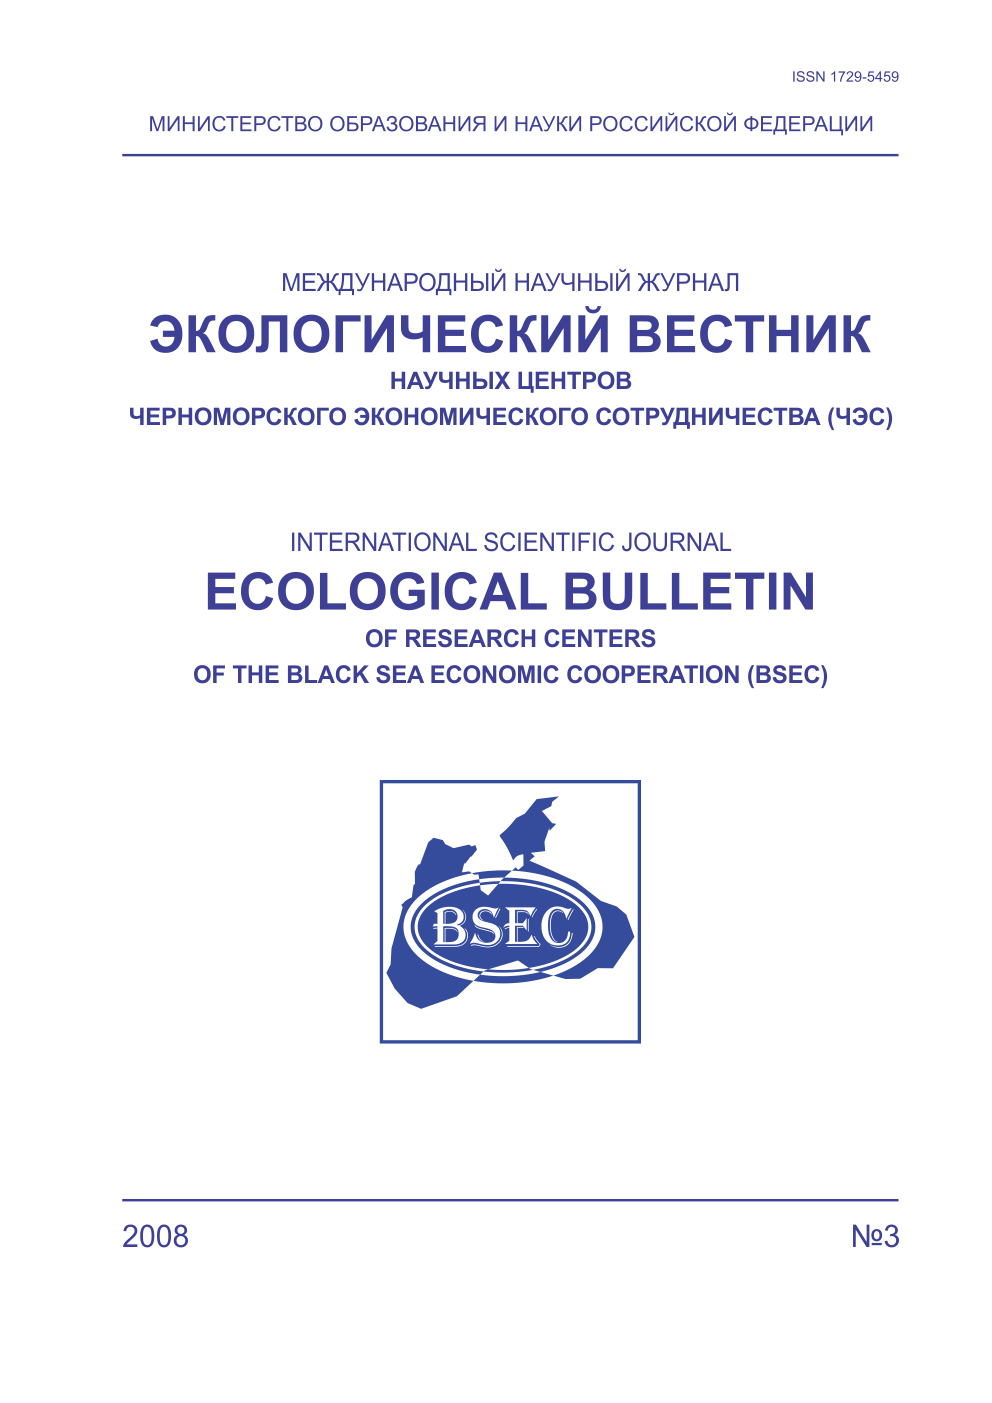 ISSN 1729-5459
МИНИСТЕРСТВО ОБРАЗОВАНИЯ И НАУКИ РОССИЙСКОЙ ФЕДЕРАЦИИ
МЕЖДУНАРОДНЫЙ НАУЧНЫЙ ЖУРНАЛ
ЭКОЛОГИЧЕСКИЙ ВЕСТНИК
НАУЧНЫХ ЦЕНТРОВ
ЧЕРНОМОРСКОГО ЭКОНОМИЧЕСКОГО СОТРУДНИЧЕСТВА (ЧЭС)
INTERNATIONAL SCIENTIFIC JOURNAL
ECOLOGICAL BULLETIN
OF RESEARCH CENTERS
OF THE BLACK SEA ECONOMIC COOPERATION (BSEC)
BSEC
2008 №3